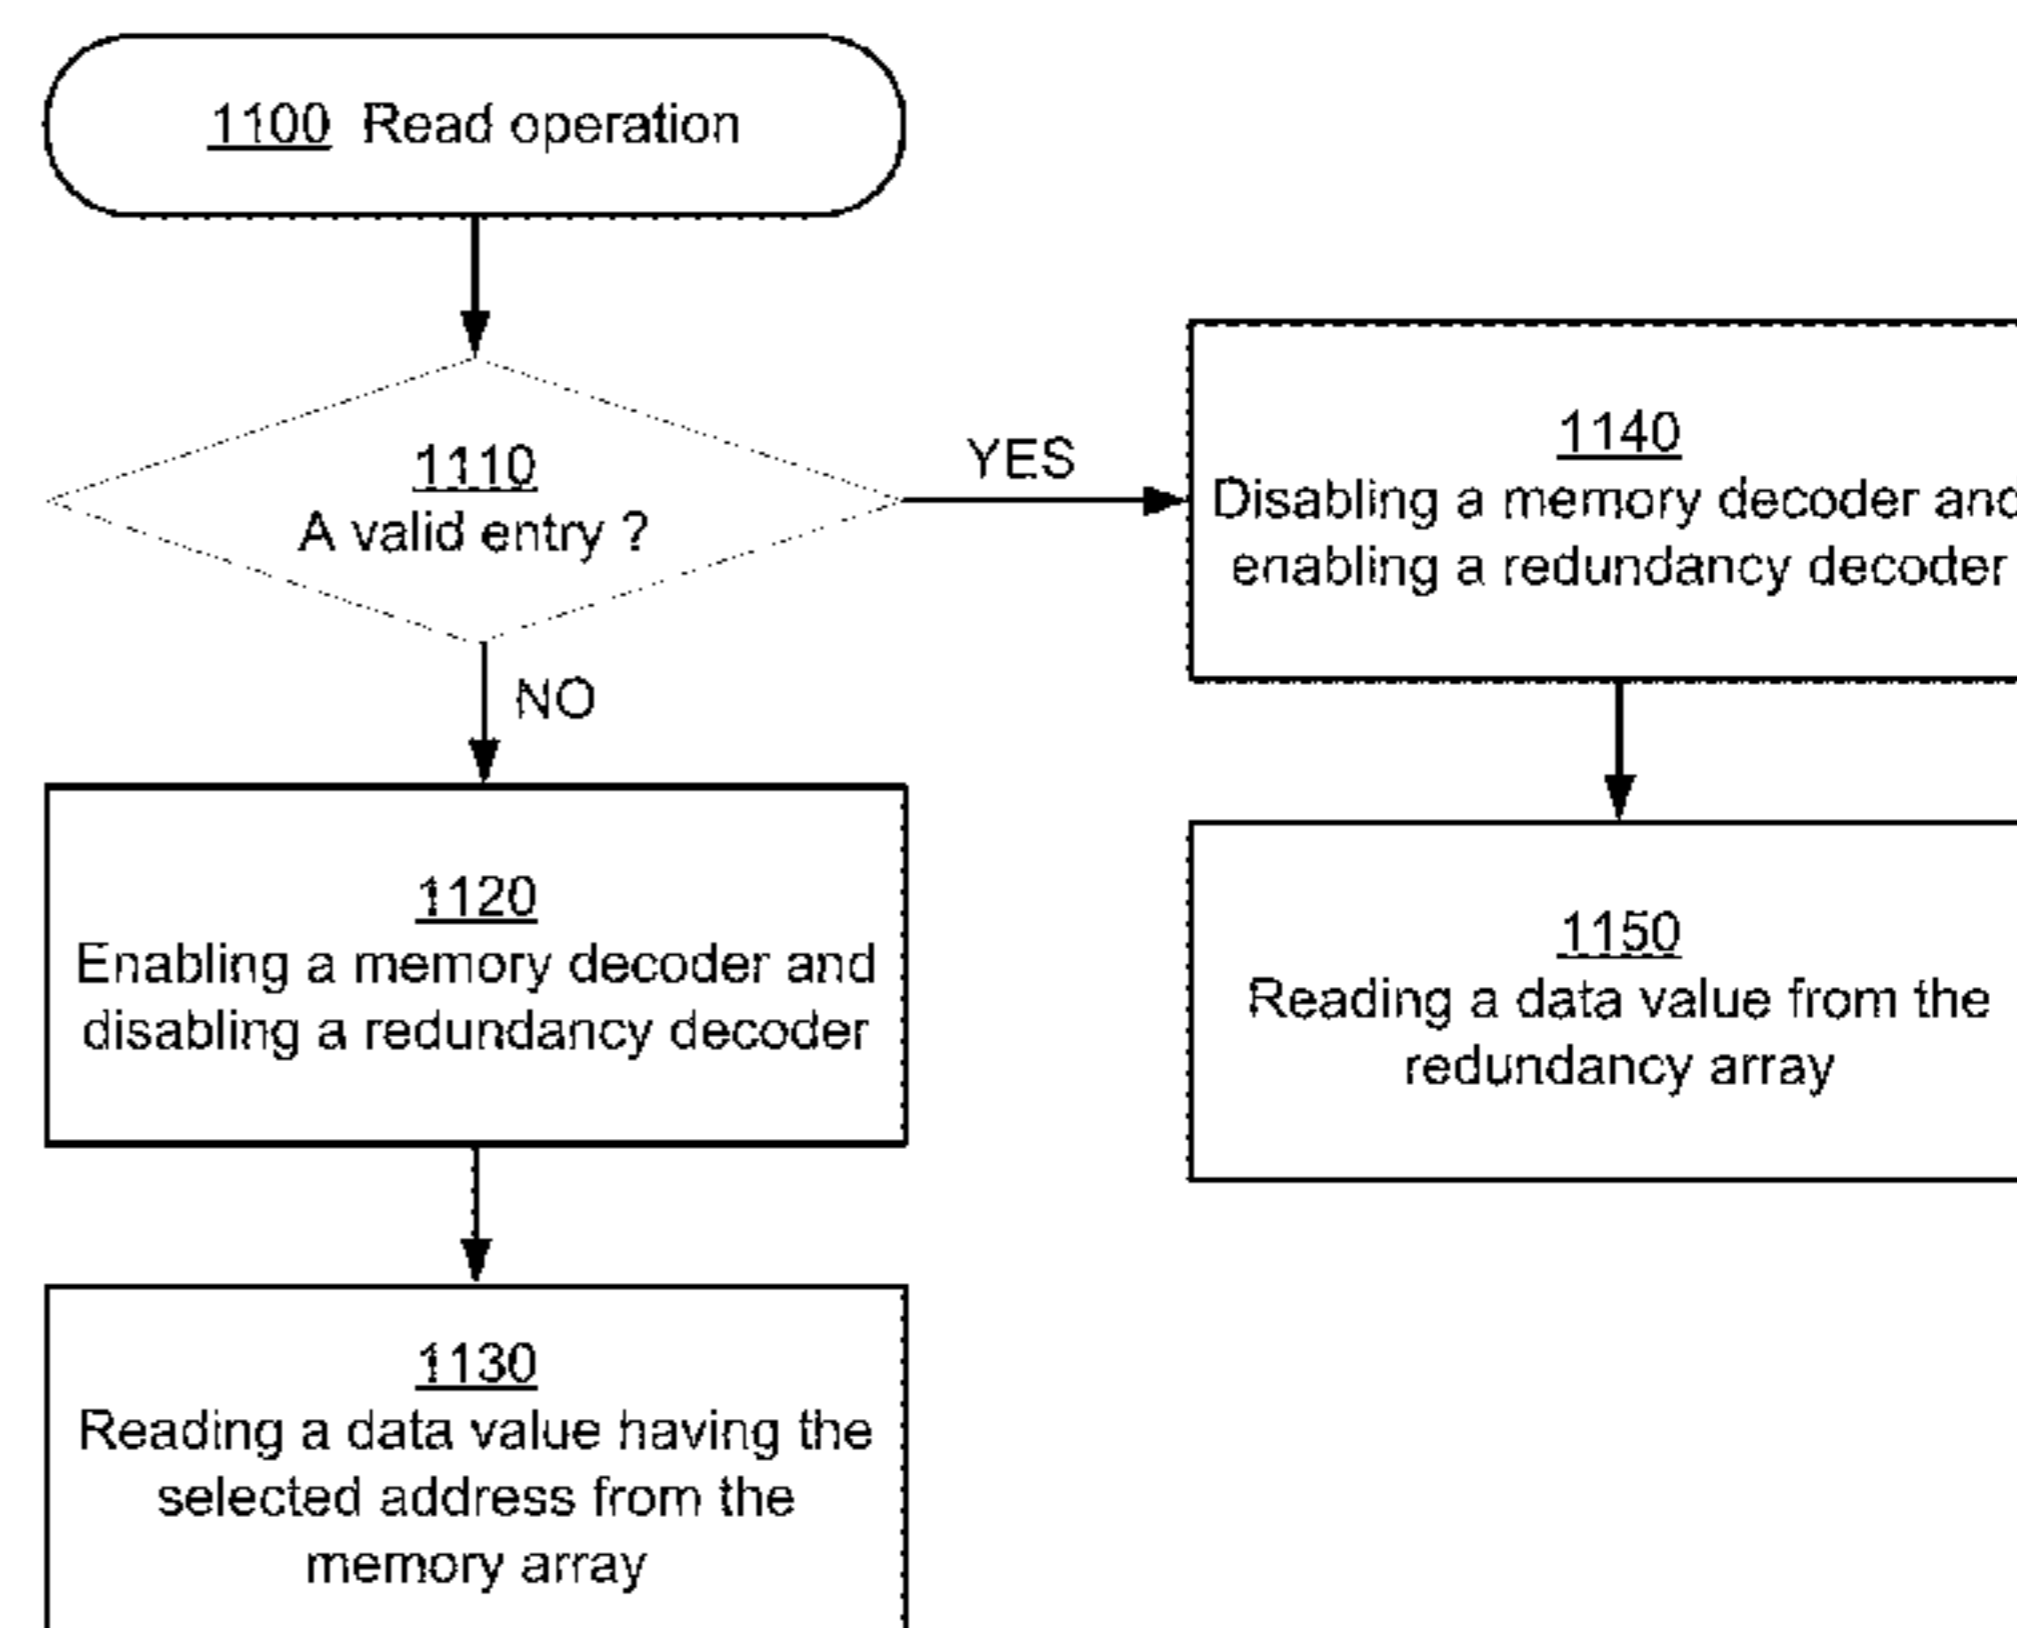 1100 Read operation
1110
A valid entry ?
YES
NO
1140
Disabling a memory decoder and
enabling a redundancy decoder
1120
Enabling a memory decoder and
disabling a redundancy decoder
1150
Reading a data value from the
redundancy array
1130
Reading a data value having the
selected address from the
memory array